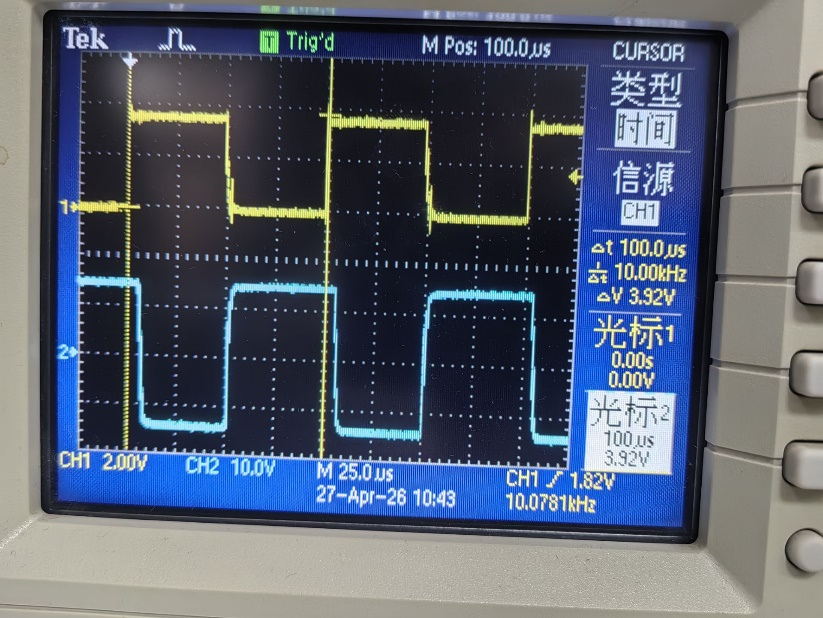 Tek
T Trig'd
M Pos: 100.0µs
CURSOR
类型
时间
信源
CH1
Δt 100.0µs
1/Δt 10.00kHz
ΔV 3.92V
光标1
0.00s
0.00V
光标2
100µs
3.92V
1
2
CH1 2.00V
CH2 10.0V
M 25.0µs
CH1 1.82V
27-Apr-26 10:43
10.0781kHz